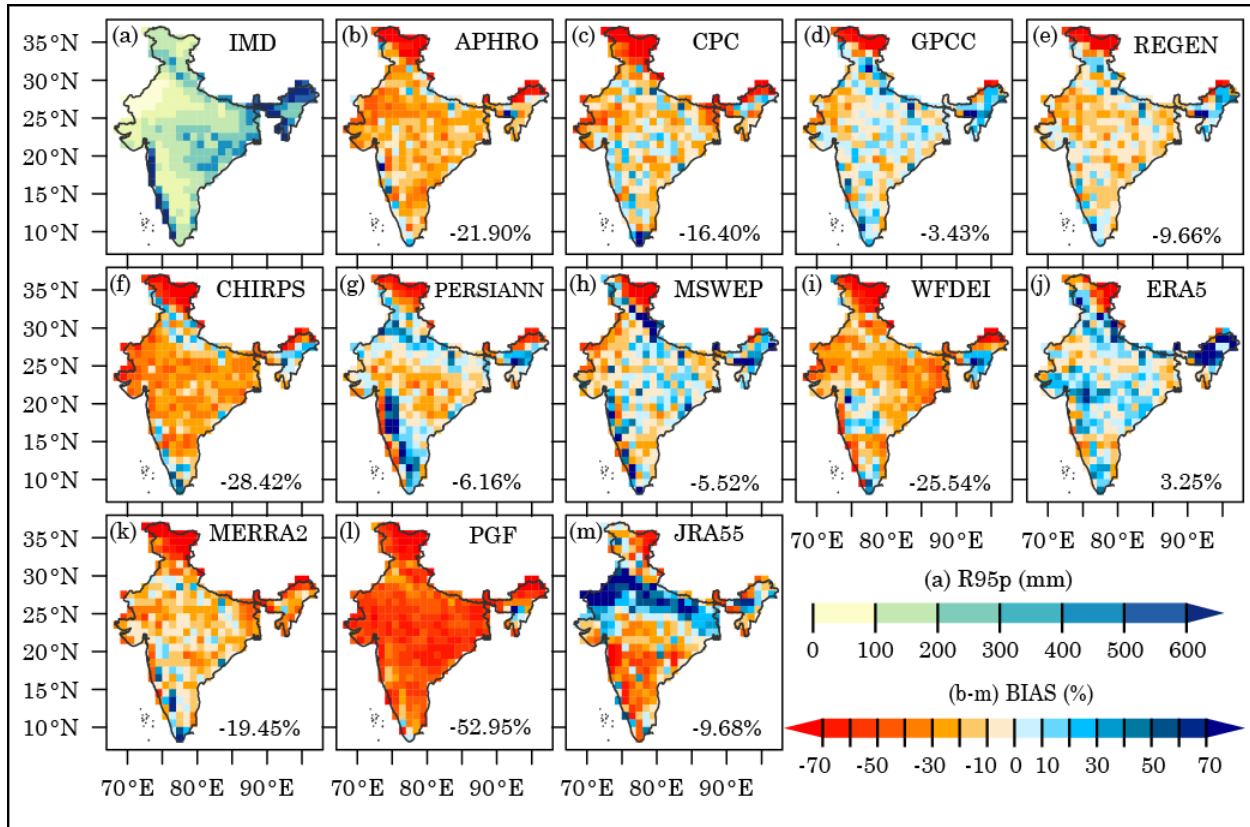 (a) IMD
(b) APHRO
(c) CPC
(d) GPCC
(e) REGEN
35°N
30°N
25°N
20°N
15°N
10°N
-21.90%
-16.40%
-3.43%
-9.66%
(f) CHIRPS
(g) PERSIANN
(h) MSWEP
(i) WFDEI
(j) ERA5
35°N
30°N
25°N
20°N
15°N
10°N
-28.42%
-6.16%
-5.52%
-25.54%
3.25%
(k) MERRA2
(l) PGF
(m) JRA55
70°E 80°E 90°E
70°E 80°E 90°E
35°N
30°N
25°N
20°N
15°N
10°N
-19.45%
-52.95%
-9.68%
70°E 80°E 90°E
70°E 80°E 90°E
70°E 80°E 90°E
(a) R95p (mm)
0 100 200 300 400 500 600
(b-m) BIAS (%)
-70 -50 -30 -10 0 10 30 50 70